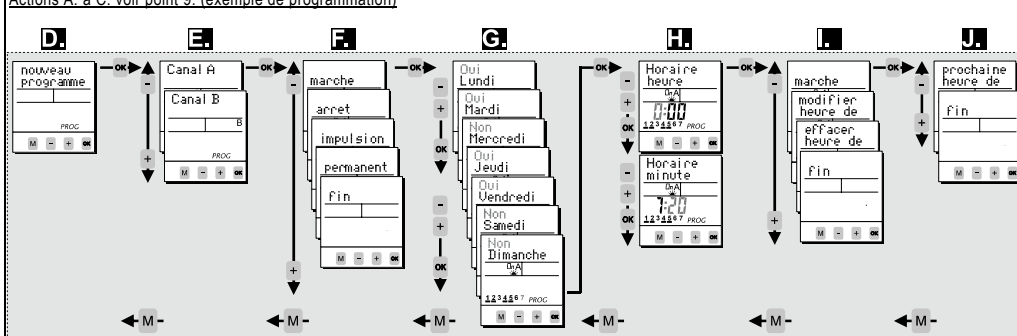 Actions A. à C. voir point 9. (exemple de programmation)
D.
E.
F.
G.
H.
I.
J.
nouveau
programme
PROG
M - + OK
OK
-
+
Canal A
Canal B
B
PROG
M - + OK
OK
-
+
marche
arret
impulsion
permanent
fin
M - + OK
OK
-
+
OK
-
+
OK
Oui
Lundi
Oui
Mardi
Non
Mercredi
Oui
Jeudi
Oui
Vendredi
Non
Samedi
Non
Dimanche
OnA
1234567 PROG
M - + OK
OK
-
+
OK
-
+
OK
Horaire
heure
OnA
0:00
1234567 PROG
M - + OK
Horaire
minute
OnA
7:20
1234567 PROG
M - + OK
OK
-
+
marche
modifier
heure de
effacer
heure de
fin
M - + OK
OK
-
+
prochaine
heure de
fin
M - + OK
M
M
M
M
M
M